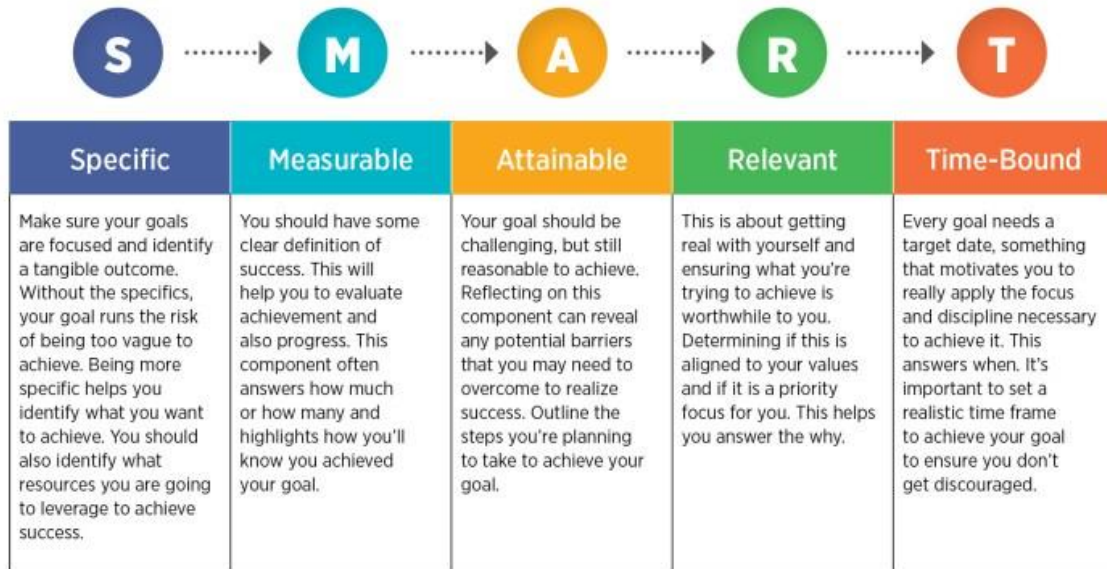 S
M
A
R
T
Specific
Measurable
Attainable
Relevant
Time-Bound
Make sure your goals
are focused and identify
a tangible outcome.
Without the specifics,
your goal runs the risk
of being too vague to
achieve. Being more
specific helps you
identify what you want
to achieve. You should
also identify what
resources you are going
to leverage to achieve
success.
You should have some
clear definition of
success. This will
help you to evaluate
achievement and
also progress. This
component often
answers how much
or how many and
highlights how you'll
know you achieved
your goal.
Your goal should be
challenging, but still
reasonable to achieve.
Reflecting on this
component can reveal
any potential barriers
that you may need to
overcome to realize
success. Outline the
steps you're planning
to take to achieve your
goal.
This is about getting
real with yourself and
ensuring what you're
trying to achieve is
worthwhile to you.
Determining if this is
aligned to your values
and if it is a priority
focus for you. This helps
you answer the why.
Every goal needs a
target date, something
that motivates you to
really apply the focus
and discipline necessary
to achieve it. This
answers when. It's
important to set a
realistic time frame
to achieve your goal
to ensure you don't
get discouraged.